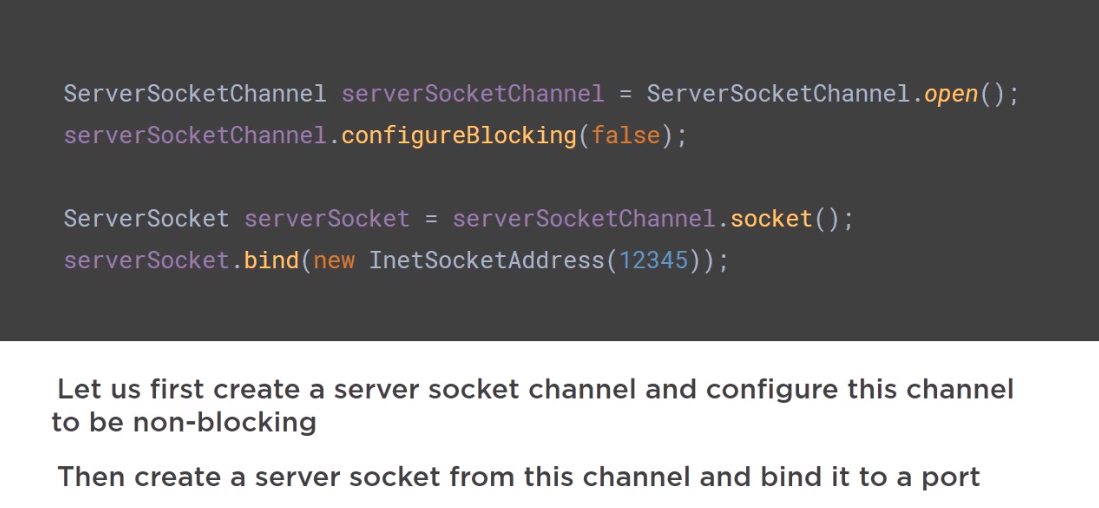 ServerSocketChannel serverSocketChannel = ServerSocketChannel.open();
serverSocketChannel.configureBlocking(false);
ServerSocket serverSocket = serverSocketChannel.socket();
serverSocket.bind(new InetSocketAddress(12345));
Let us first create a server socket channel and configure this channel
to be non-blocking
Then create a server socket from this channel and bind it to a port